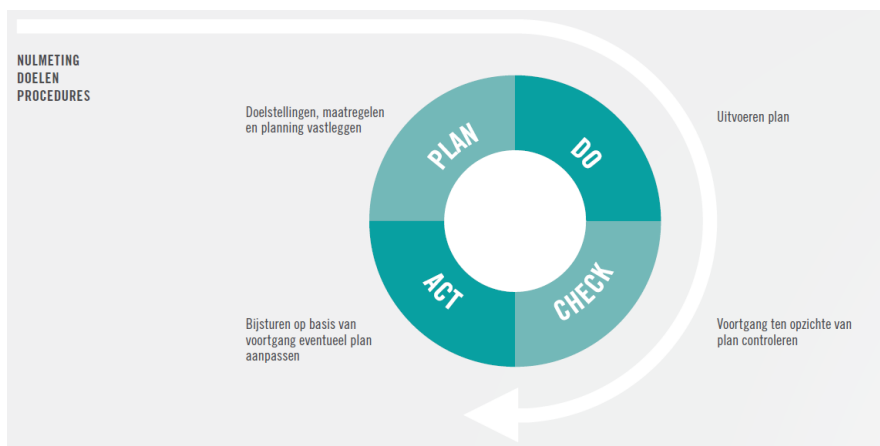 NULMETING
DOELEN
PROCEDURES
Doelstellingen, maatregelen
en planning vastleggen
PLAN
DO
Uitvoeren plan
ACT
CHECK
Bijsturen op basis van
voortgang eventueel plan
aanpassen
Voortgang ten opzichte van
plan controleren